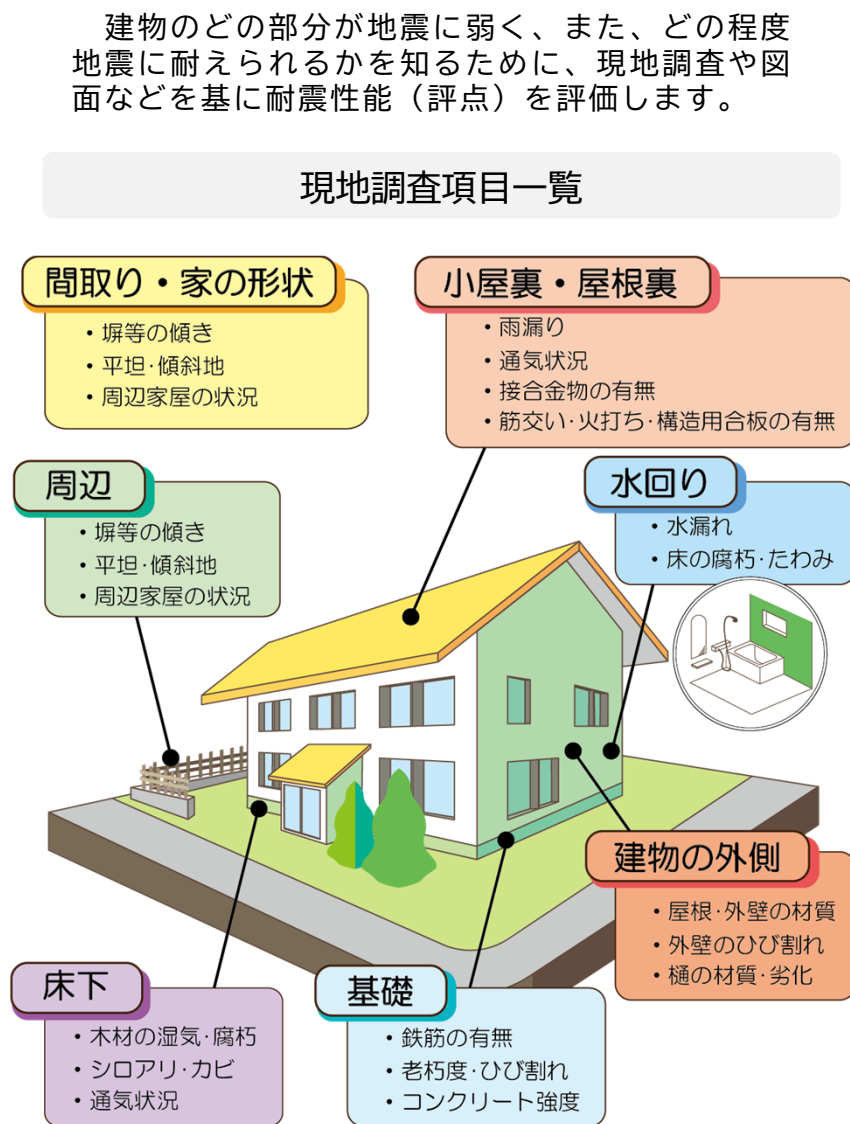 建物のどの部分が地震に弱く、また、どの程度
地震に耐えられるかを知るために、現地調査や図
面などを基に耐震性能（評点）を評価します。
現地調査項目一覧
間取り・家の形状
・塀等の傾き
・平坦・傾斜地
・周辺家屋の状況
小屋裏・屋根裏
・雨漏り
・通気状況
・接合金物の有無
・筋交い・火打ち・構造用合板の有無
周辺
・塀等の傾き
・平坦・傾斜地
・周辺家屋の状況
水回り
・水漏れ
・床の腐朽・たわみ
建物の外側
・屋根・外壁の材質
・外壁のひび割れ
・樋の材質・劣化
床下
・木材の湿気・腐朽
・シロアリ・カビ
・通気状況
基礎
・鉄筋の有無
・老朽度・ひび割れ
・コンクリート強度